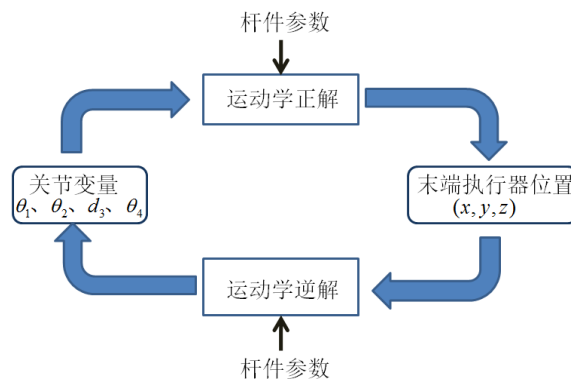 杆件参数
运动学正解
关节变量
θ₁、θ₂、d₃、θ₄
末端执行器位置
(x, y, z)
运动学逆解
杆件参数